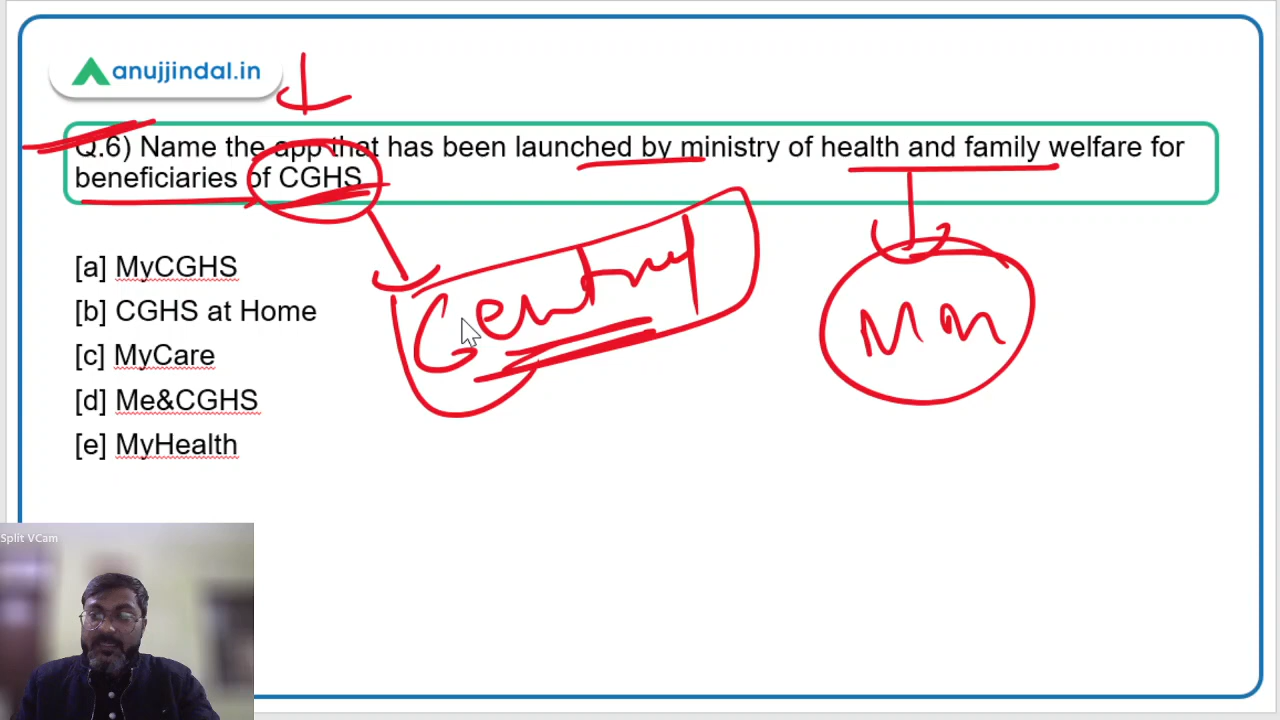 anujjindal.in
Q.6) Name the app that has been launched by ministry of health and family welfare for
beneficiaries of CGHS
[a] MyCGHS
[b] CGHS at Home
[c] MyCare
[d] Me&CGHS
[e] MyHealth
Central
Split VCam